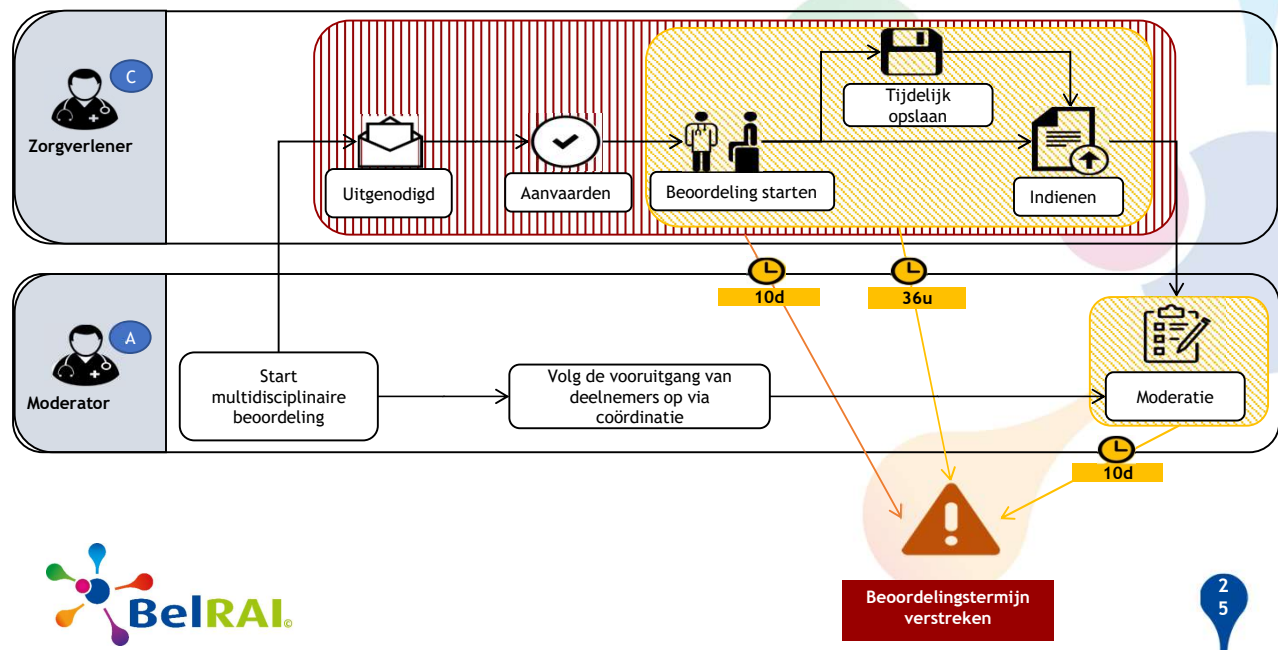 C
Zorgverlener
Uitgenodigd
Aanvaarden
Beoordeling starten
Tijdelijk
opslaan
Indienen
10d
36u
A
Moderator
Start
multidisciplinaire
beoordeling
Volg de vooruitgang van
deelnemers op via
coördinatie
Moderatie
10d
Beoordelingstermijn
verstreken
BelRAI©
2
5